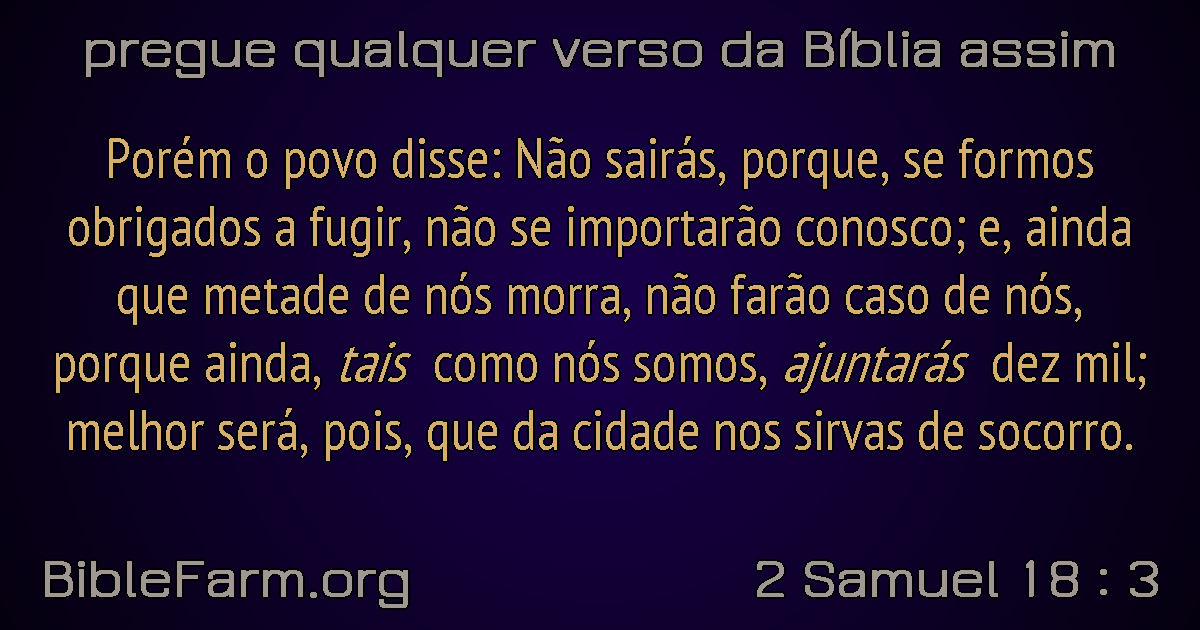 pregue qualquer verso da Bíblia assim
Porém o povo disse: Não sairás, porque, se formos
obrigados a fugir, não se importarão conosco; e, ainda
que metade de nós morra, não farão caso de nós,
porque ainda, tais como nós somos, ajuntarás dez mil;
melhor será, pois, que da cidade nos sirvas de socorro.
BibleFarm.org
2 Samuel 18 : 3